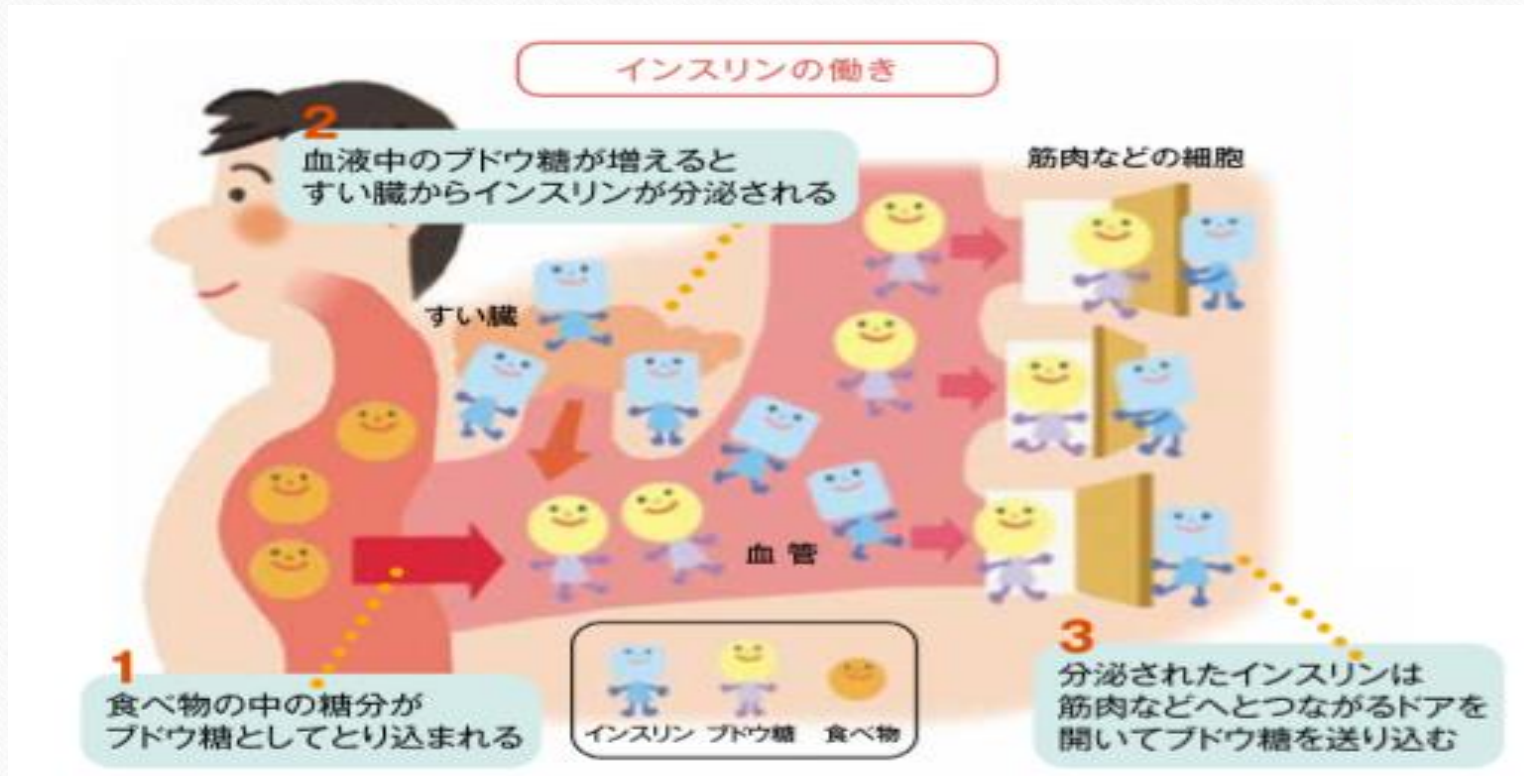 インスリンの働き
2
血液中のブドウ糖が増えると
すい臓からインスリンが分泌される
筋肉などの細胞
すい臓
血管
1
食べ物の中の糖分が
ブドウ糖としてとり込まれる
インスリン ブドウ糖 食べ物
3
分泌されたインスリンは
筋肉などへとつながるドアを
開いてブドウ糖を送り込む